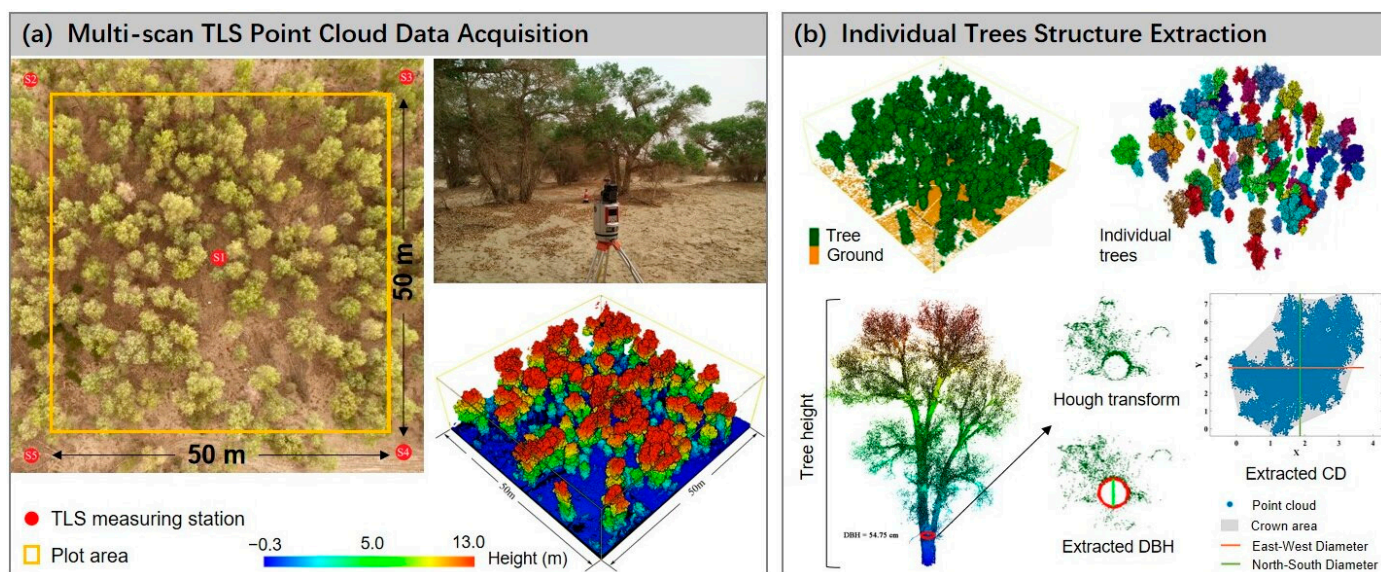 (a) Multi-scan TLS Point Cloud Data Acquisition
S2
S3
S1
50 m
S5
S4
50 m
TLS measuring station
Plot area
50m
50m
−0.3
5.0
13.0
Height (m)
(b) Individual Trees Structure Extraction
Tree
Ground
Individual
trees
Tree height
DBH = 54.75 cm
Hough transform
Extracted DBH
7
6
5
4
3
2
1
0
Y
0
1
2
3
4
X
Extracted CD
Point cloud
Crown area
East-West Diameter
North-South Diameter